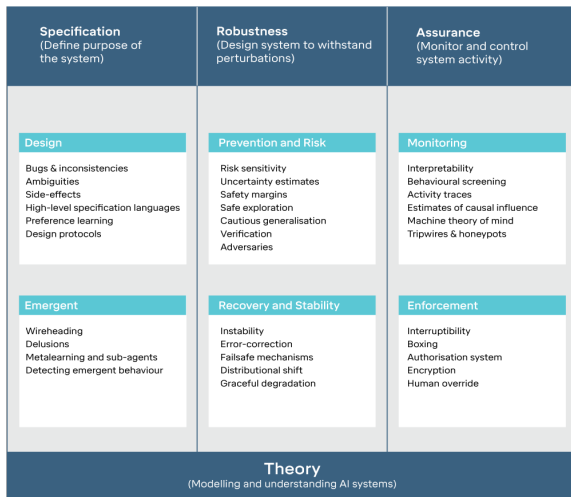 Specification
(Define purpose of
the system)
Robustness
(Design system to withstand
perturbations)
Assurance
(Monitor and control
system activity)
Design
Bugs & inconsistencies
Ambiguities
Side-effects
High-level specification languages
Preference learning
Design protocols
Prevention and Risk
Risk sensitivity
Uncertainty estimates
Safety margins
Safe exploration
Cautious generalisation
Verification
Adversaries
Monitoring
Interpretability
Behavioural screening
Activity traces
Estimates of causal influence
Machine theory of mind
Tripwires & honeypots
Emergent
Wireheading
Delusions
Metalearning and sub-agents
Detecting emergent behaviour
Recovery and Stability
Instability
Error-correction
Failsafe mechanisms
Distributional shift
Graceful degradation
Enforcement
Interruptibility
Boxing
Authorisation system
Encryption
Human override
Theory
(Modelling and understanding AI systems)